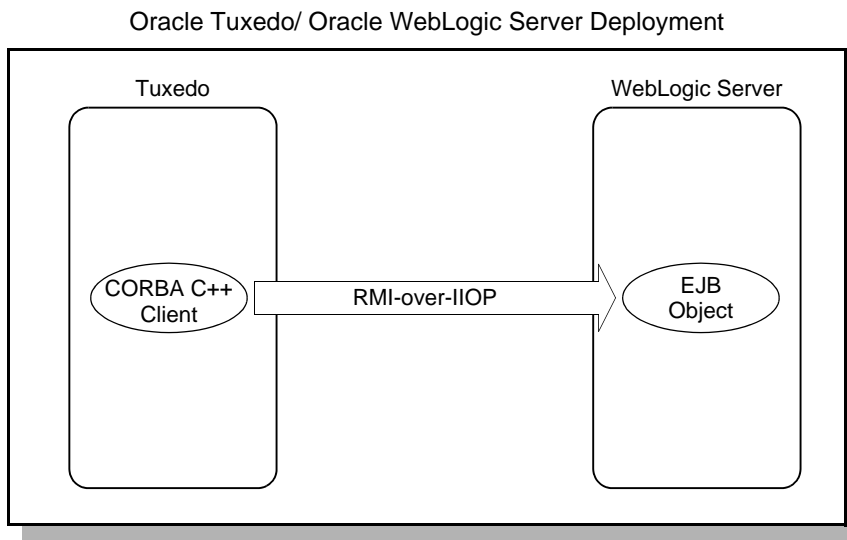 Oracle Tuxedo/ Oracle WebLogic Server Deployment
Tuxedo
WebLogic Server
CORBA C++
Client
RMI-over-IIOP
EJB
Object